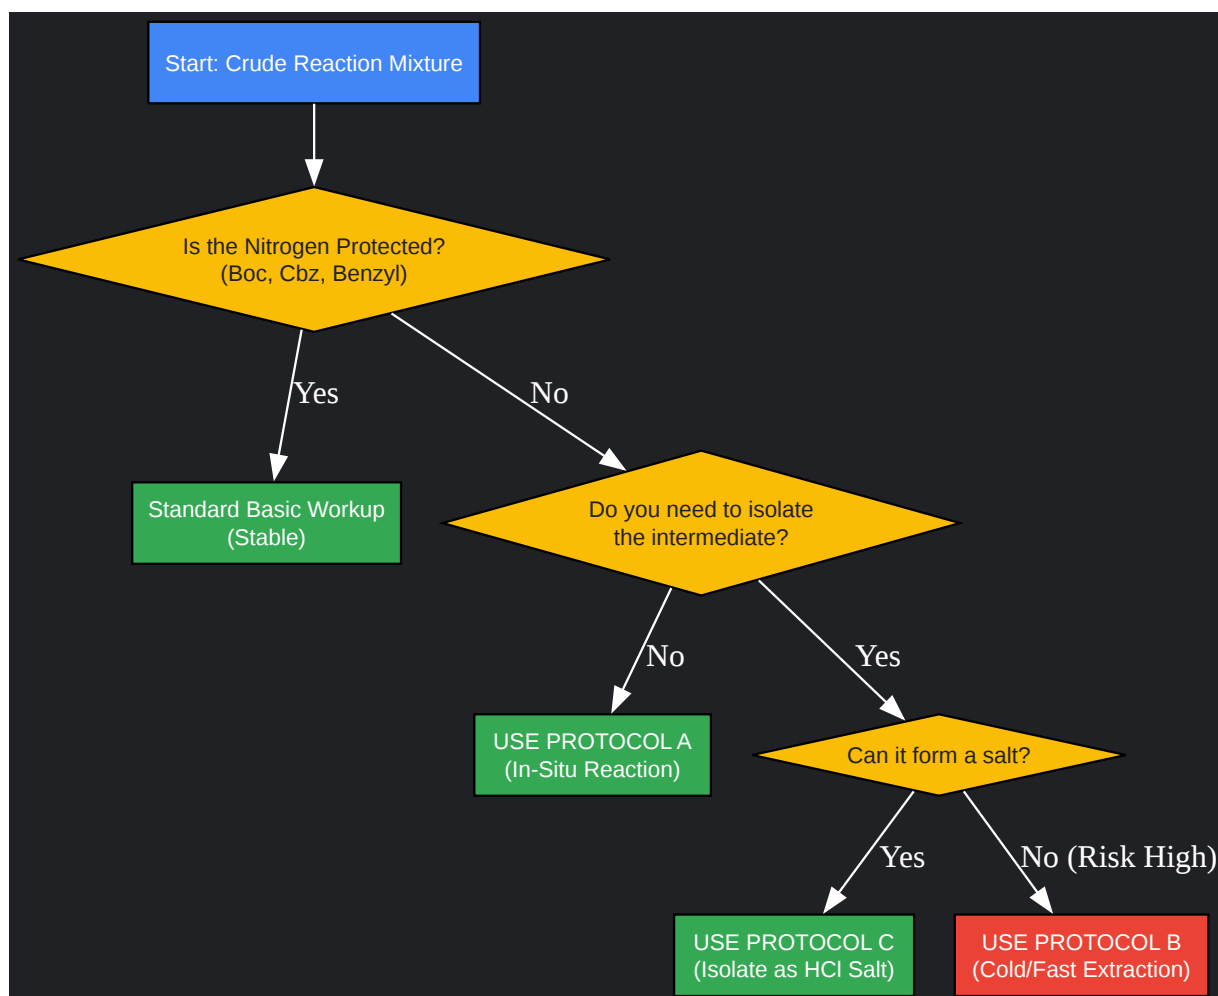 Start: Crude Reaction Mixture
Is the Nitrogen Protected?
(Boc, Cbz, Benzyl)
Yes
No
Standard Basic Workup
(Stable)
Do you need to isolate
the intermediate?
No
Yes
USE PROTOCOL A
(In-Situ Reaction)
Can it form a salt?
Yes
No (Risk High)
USE PROTOCOL C
(Isolate as HCl Salt)
USE PROTOCOL B
(Cold/Fast Extraction)